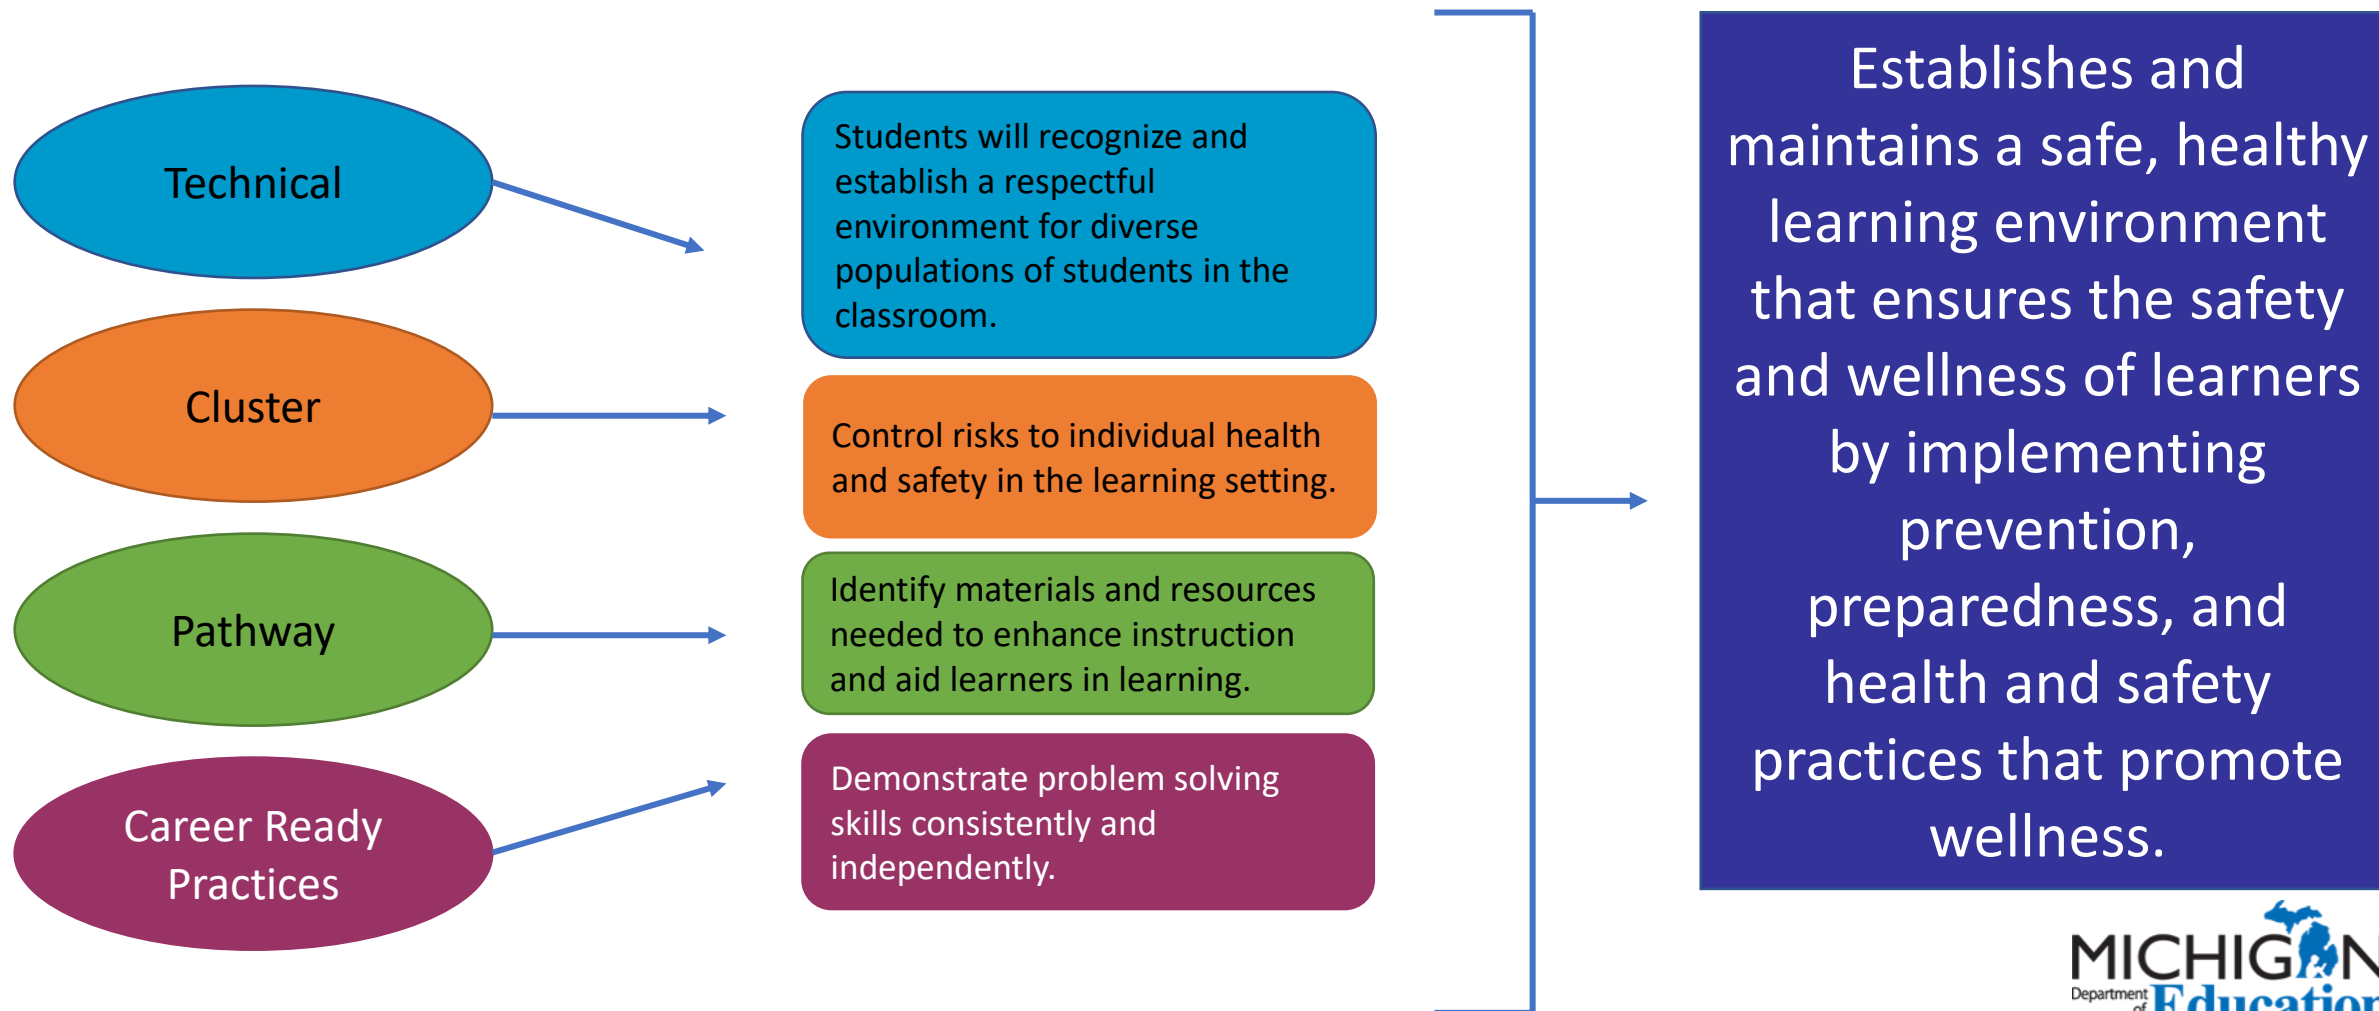 Technical
Students will recognize and
establish a respectful
environment for diverse
populations of students in the
classroom.
Cluster
Control risks to individual health
and safety in the learning setting.
Pathway
Identify materials and resources
needed to enhance instruction
and aid learners in learning.
Career Ready
Practices
Demonstrate problem solving
skills consistently and
independently.
Establishes and
maintains a safe, healthy
learning environment
that ensures the safety
and wellness of learners
by implementing
prevention,
preparedness, and
health and safety
practices that promote
wellness.
MICHIGAN
Department
of Education